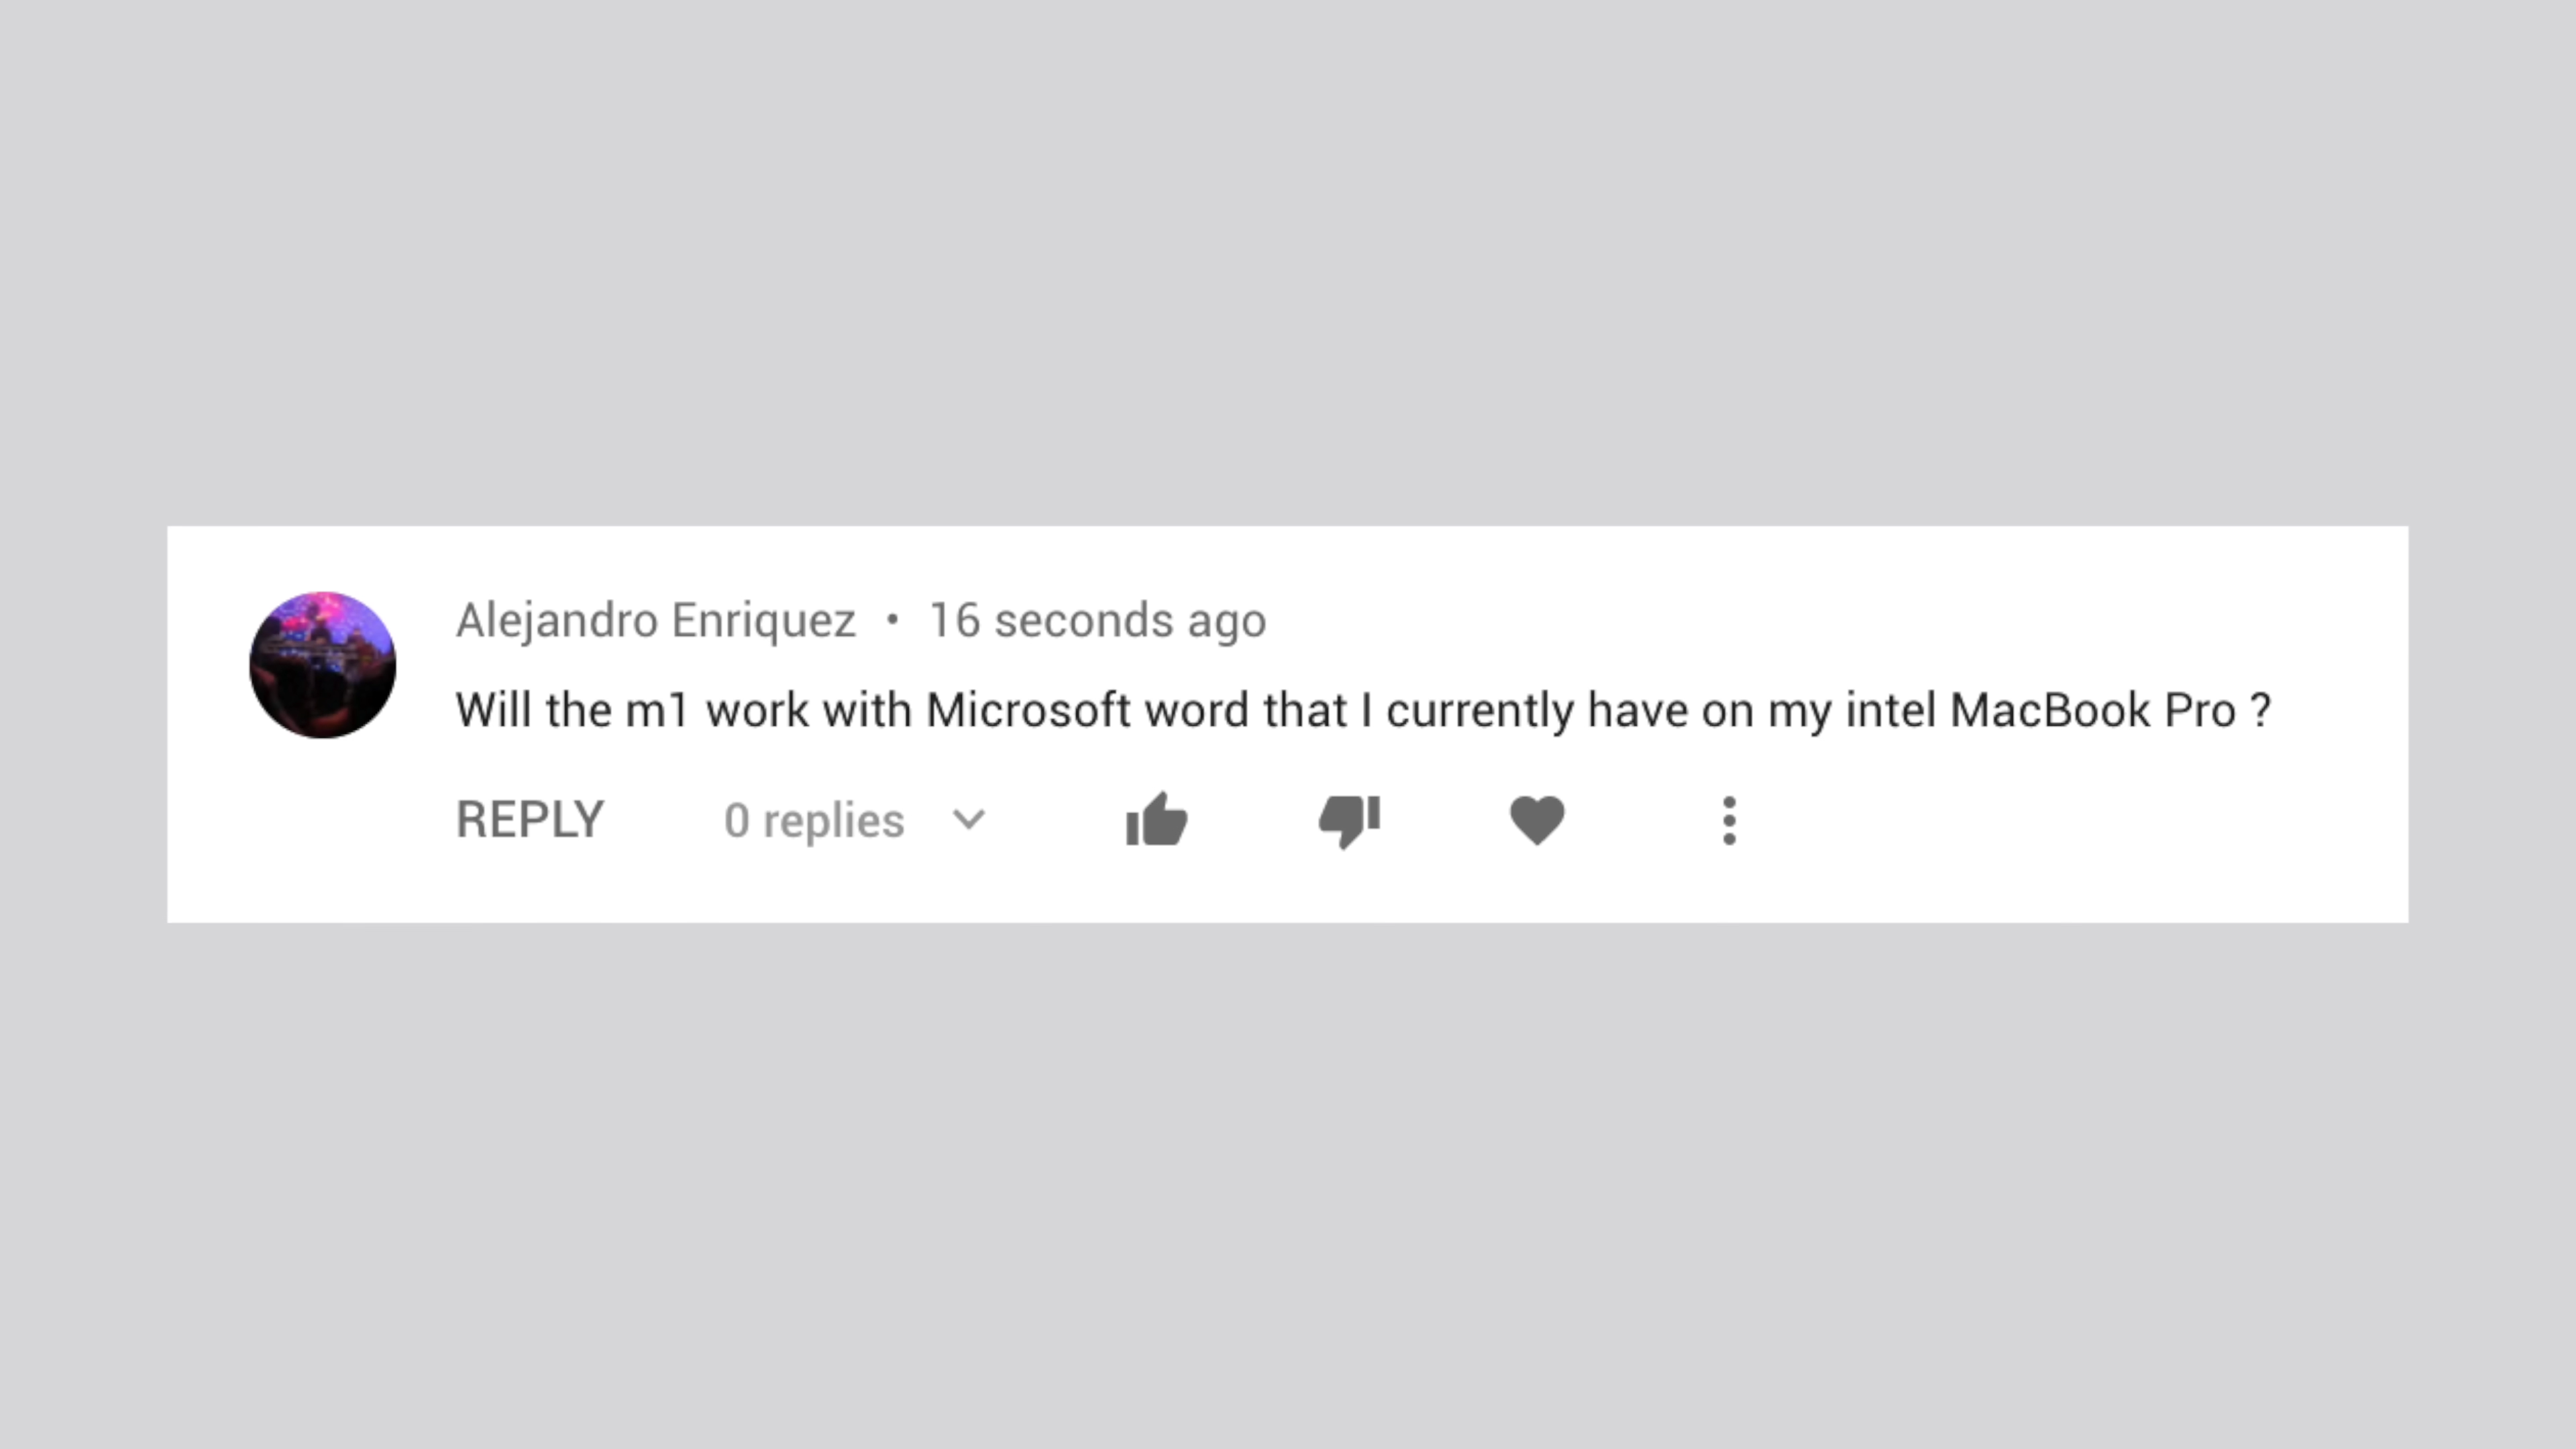 Alejandro Enriquez • 16 seconds ago
Will the m1 work with Microsoft word that I currently have on my intel MacBook Pro ?
REPLY 0 replies